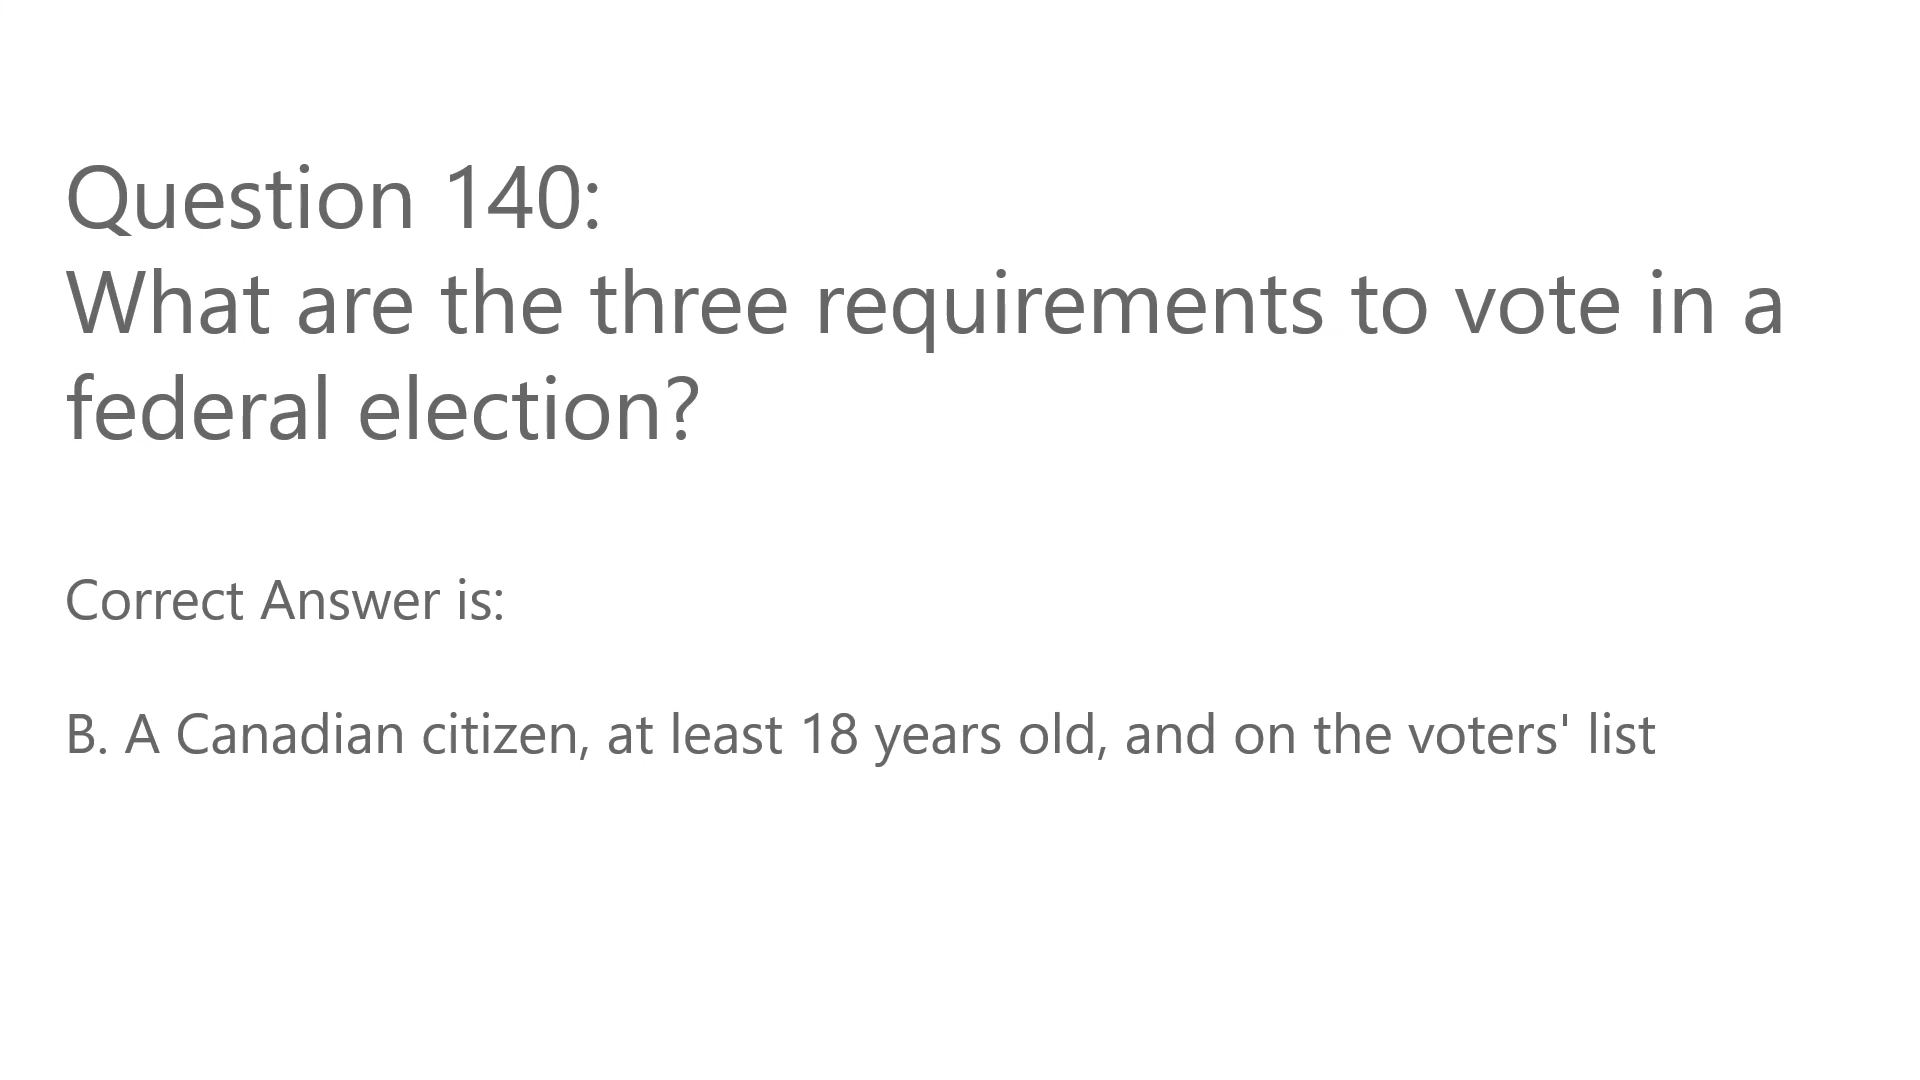 Question 140:
What are the three requirements to vote in a
federal election?
Correct Answer is:
B. A Canadian citizen, at least 18 years old, and on the voters' list